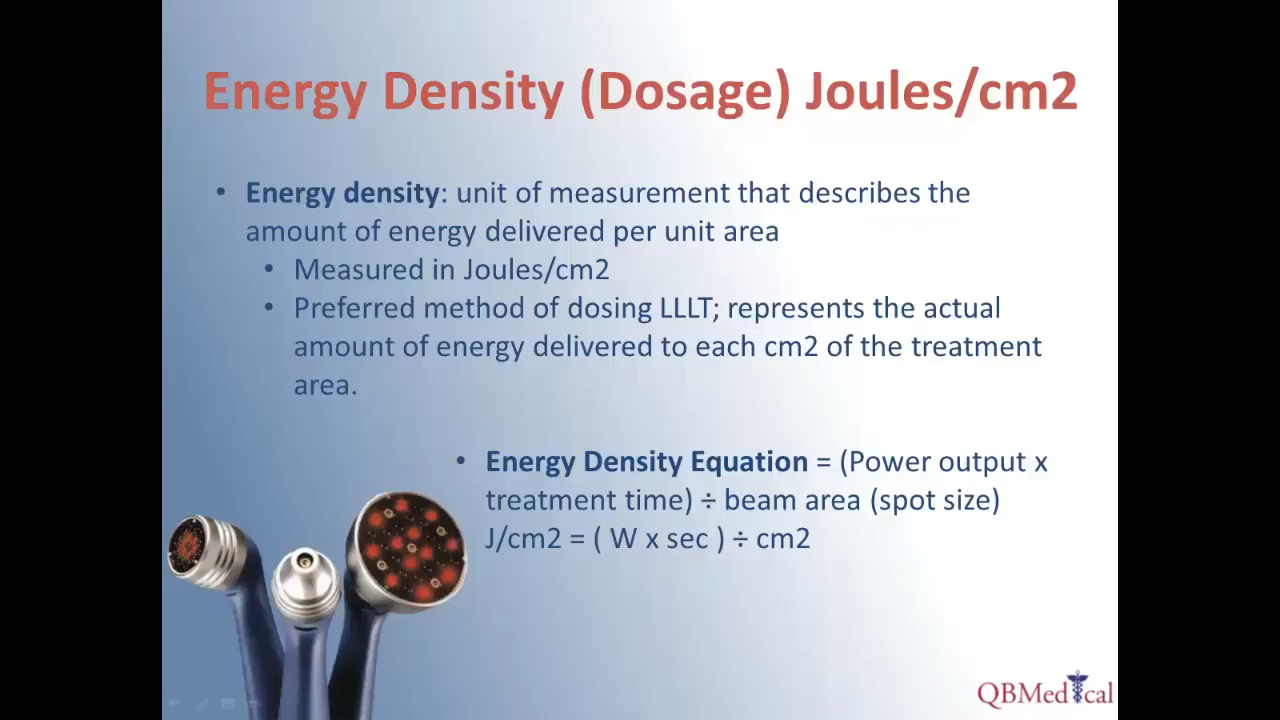 Energy Density (Dosage) Joules/cm2
• Energy density: unit of measurement that describes the
amount of energy delivered per unit area
• Measured in Joules/cm2
• Preferred method of dosing LLLT; represents the actual
amount of energy delivered to each cm2 of the treatment
area.
• Energy Density Equation = (Power output x
treatment time) ÷ beam area (spot size)
J/cm2 = ( W x sec ) ÷ cm2
QBMedical